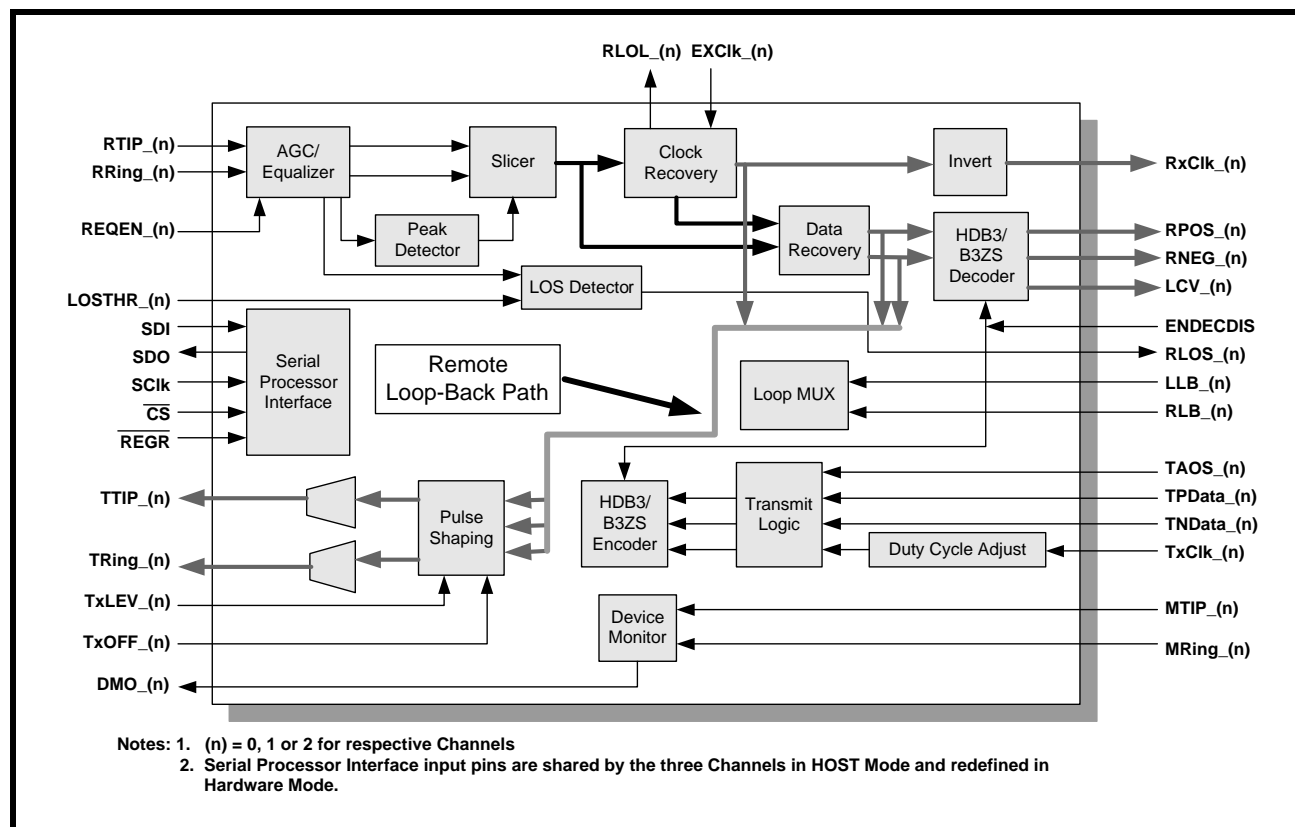 RLOL_(n) EXClk_(n)
RTIP_(n)
RRing_(n)
REQEN_(n)
LOSTHR_(n)
SDI
SDO
SClk
CS
REGR
TTIP_(n)
TRing_(n)
TxLEV_(n)
TxOFF_(n)
DMO_(n)
AGC/
Equalizer
Slicer
Peak
Detector
LOS Detector
Clock
Recovery
Data
Recovery
Invert
HDB3/
B3ZS
Decoder
Serial
Processor
Interface
Remote
Loop-Back Path
Loop MUX
Pulse
Shaping
HDB3/
B3ZS
Encoder
Transmit
Logic
Duty Cycle Adjust
Device
Monitor
RxClk_(n)
RPOS_(n)
RNEG_(n)
LCV_(n)
ENDECDIS
RLOS_(n)
LLB_(n)
RLB_(n)
TAOS_(n)
TPData_(n)
TNData_(n)
TxClk_(n)
MTIP_(n)
MRing_(n)
Notes: 1. (n) = 0, 1 or 2 for respective Channels
2. Serial Processor Interface input pins are shared by the three Channels in HOST Mode and redefined in
Hardware Mode.